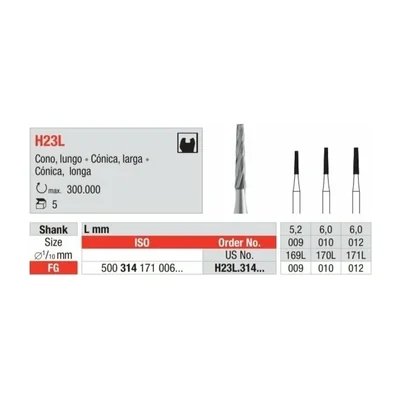 H23L
Cono, lungo • Cónica, larga •
Cónica, longa
max. 300.000
5
Shank L mm 5,2 6,0 6,0
Size ISO Order No. 009 010 012
⌀1/10 mm US No. 169L 170L 171L
FG 500 314 171 006... H23L.314... 009 010 012